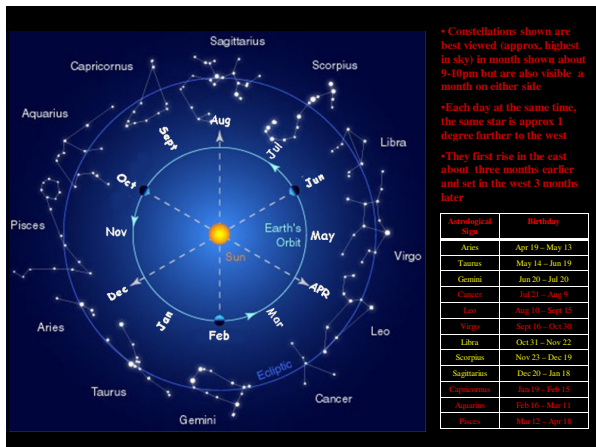 Sagittarius
Capricornus
Scorpius
Aquarius
Aug
Sept
Jul
Libra
Oct
Jun
Pisces
Nov
Earth's
Orbit
May
Sun
Virgo
Dec
APR
Aries
Jan
Mar
Feb
Leo
Ecliptic
Taurus
Cancer
Gemini
• Constellations shown are
best viewed (approx, highest
in sky) in month shown about
9-10pm but are also visible a
month on either side
•Each day at the same time,
the same star is approx 1
degree further to the west
•They first rise in the east
about three months earlier
and set in the west 3 months
later
Astrological Birthday
Sign
Aries Apr 19 – May 13
Taurus May 14 – Jun 19
Gemini Jun 20 – Jul 20
Cancer Jul 21 – Aug 9
Leo Aug 10 – Sept 15
Virgo Sept 16 – Oct 30
Libra Oct 31 – Nov 22
Scorpius Nov 23 – Dec 19
Sagittarius Dec 20 – Jan 18
Capricornus Jan 19 – Feb 15
Aquarius Feb 16 – Mar 11
Pisces Mar 12 – Apr 18